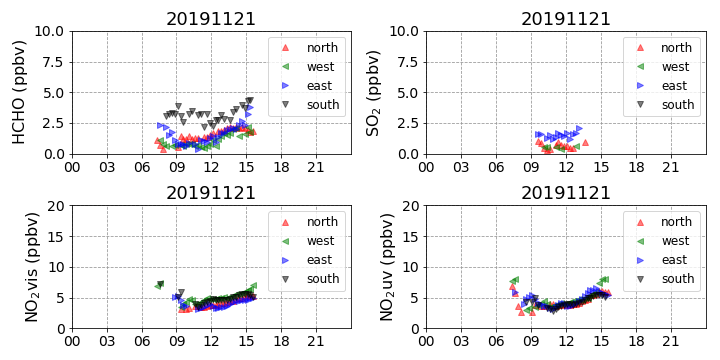 20191121
HCHO (ppbv)
10.0
7.5
5.0
2.5
0.0
north
west
east
south
00 03 06 09 12 15 18 21
20191121
SO₂ (ppbv)
10.0
7.5
5.0
2.5
0.0
north
west
east
south
00 03 06 09 12 15 18 21
20191121
NO₂vis (ppbv)
20
15
10
5
0
north
west
east
south
00 03 06 09 12 15 18 21
20191121
NO₂uv (ppbv)
20
15
10
5
0
north
west
east
south
00 03 06 09 12 15 18 21